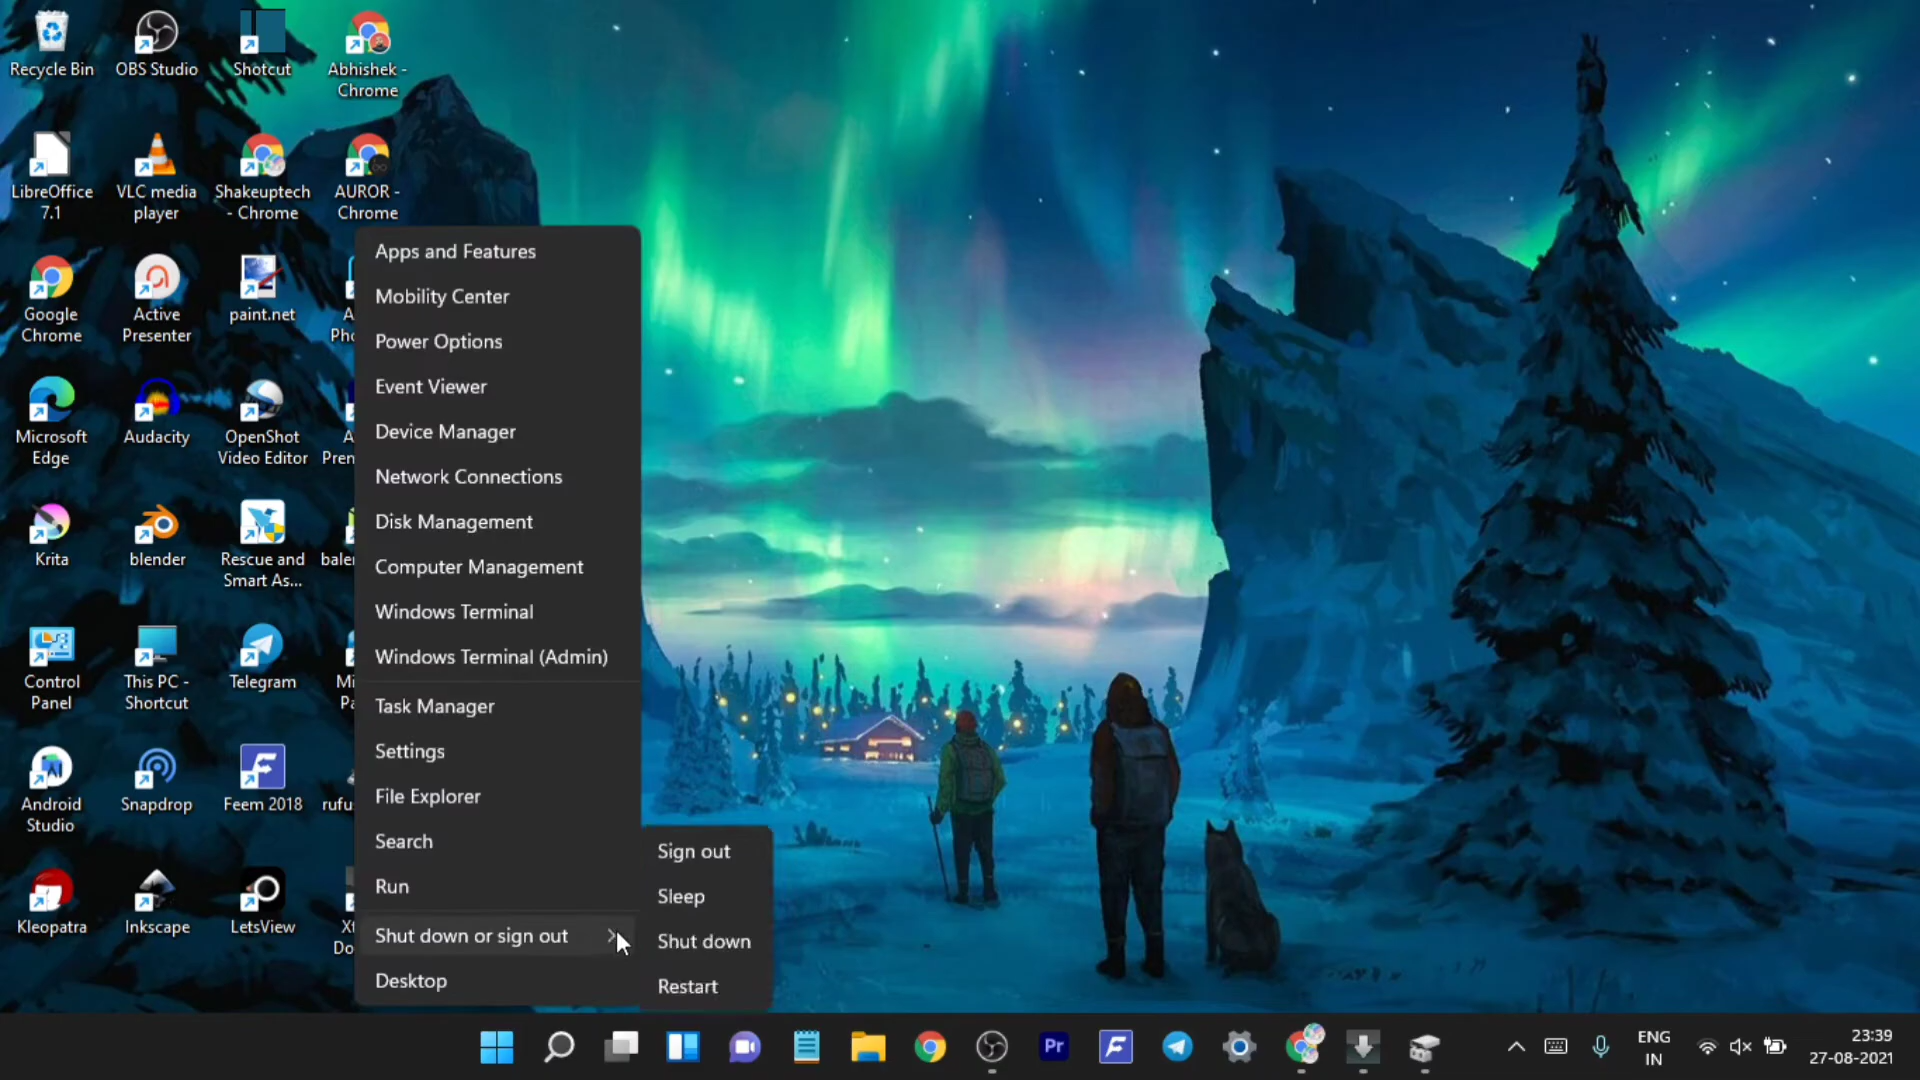 Recycle Bin
OBS Studio
Shotcut
Abhishek -
Chrome
LibreOffice
7.1
VLC media
player
Shakeuptech
- Chrome
AUROR -
Chrome
Google
Chrome
Active
Presenter
paint.net
Microsoft
Edge
Audacity
OpenShot
Video Editor
Krita
blender
Rescue and
Smart As...
Control
Panel
This PC -
Shortcut
Telegram
Android
Studio
Snapdrop
Feem 2018
Kleopatra
Inkscape
LetsView
Apps and Features
Mobility Center
Power Options
Event Viewer
Device Manager
Network Connections
Disk Management
Computer Management
Windows Terminal
Windows Terminal (Admin)
Task Manager
Settings
File Explorer
Search
Run
Shut down or sign out
Desktop
Sign out
Sleep
Shut down
Restart
Pr
ENG
IN
23:39
27-08-2021